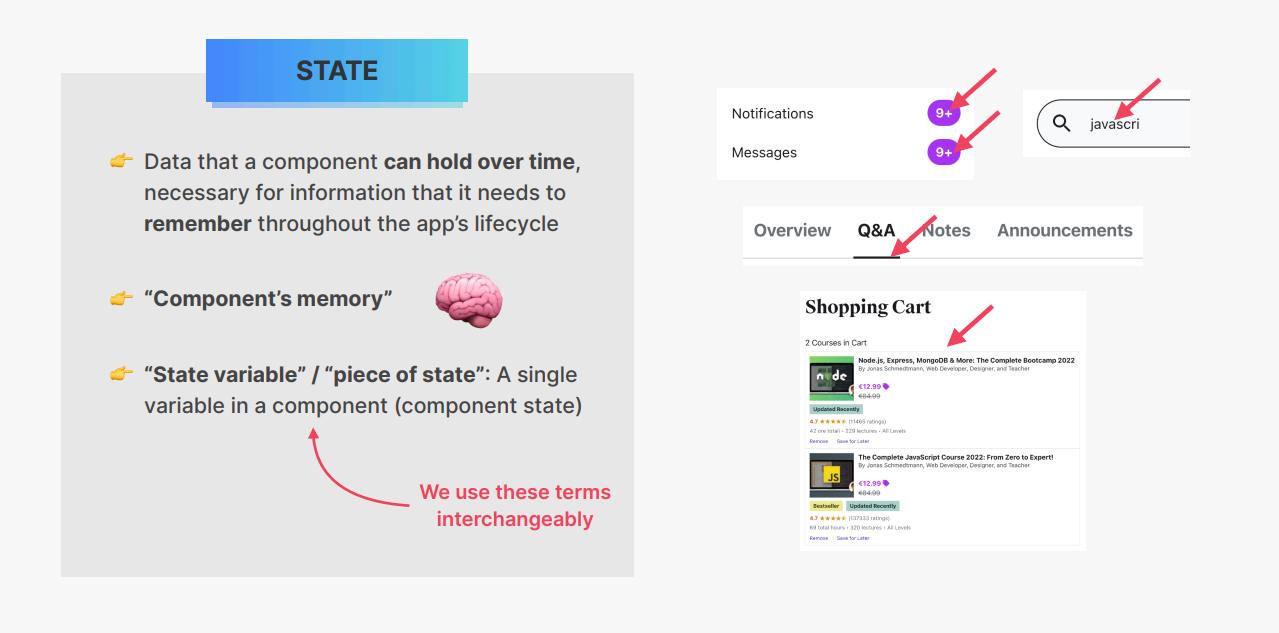 STATE
Data that a component can hold over time,
necessary for information that it needs to
remember throughout the app’s lifecycle
“Component’s memory”
“State variable” / “piece of state”: A single
variable in a component (component state)
We use these terms
interchangeably
Notifications 9+
Messages 9+
javascri
Overview Q&A Notes Announcements
Shopping Cart
2 Courses in Cart
node
Node.js, Express, MongoDB & More: The Complete Bootcamp 2022
By Jonas Schmedtmann, Web Developer, Designer, and Teacher
€12.99
€84.99
Updated Recently
4.7 (11465 ratings)
42 ore totali • 229 lectures • All Levels
Remove Save for Later
JS
The Complete JavaScript Course 2022: From Zero to Expert!
By Jonas Schmedtmann, Web Developer, Designer, and Teacher
€12.99
€84.99
Bestseller Updated Recently
4.7 (137333 ratings)
69 total hours • 320 lectures • All Levels
Remove Save for Later